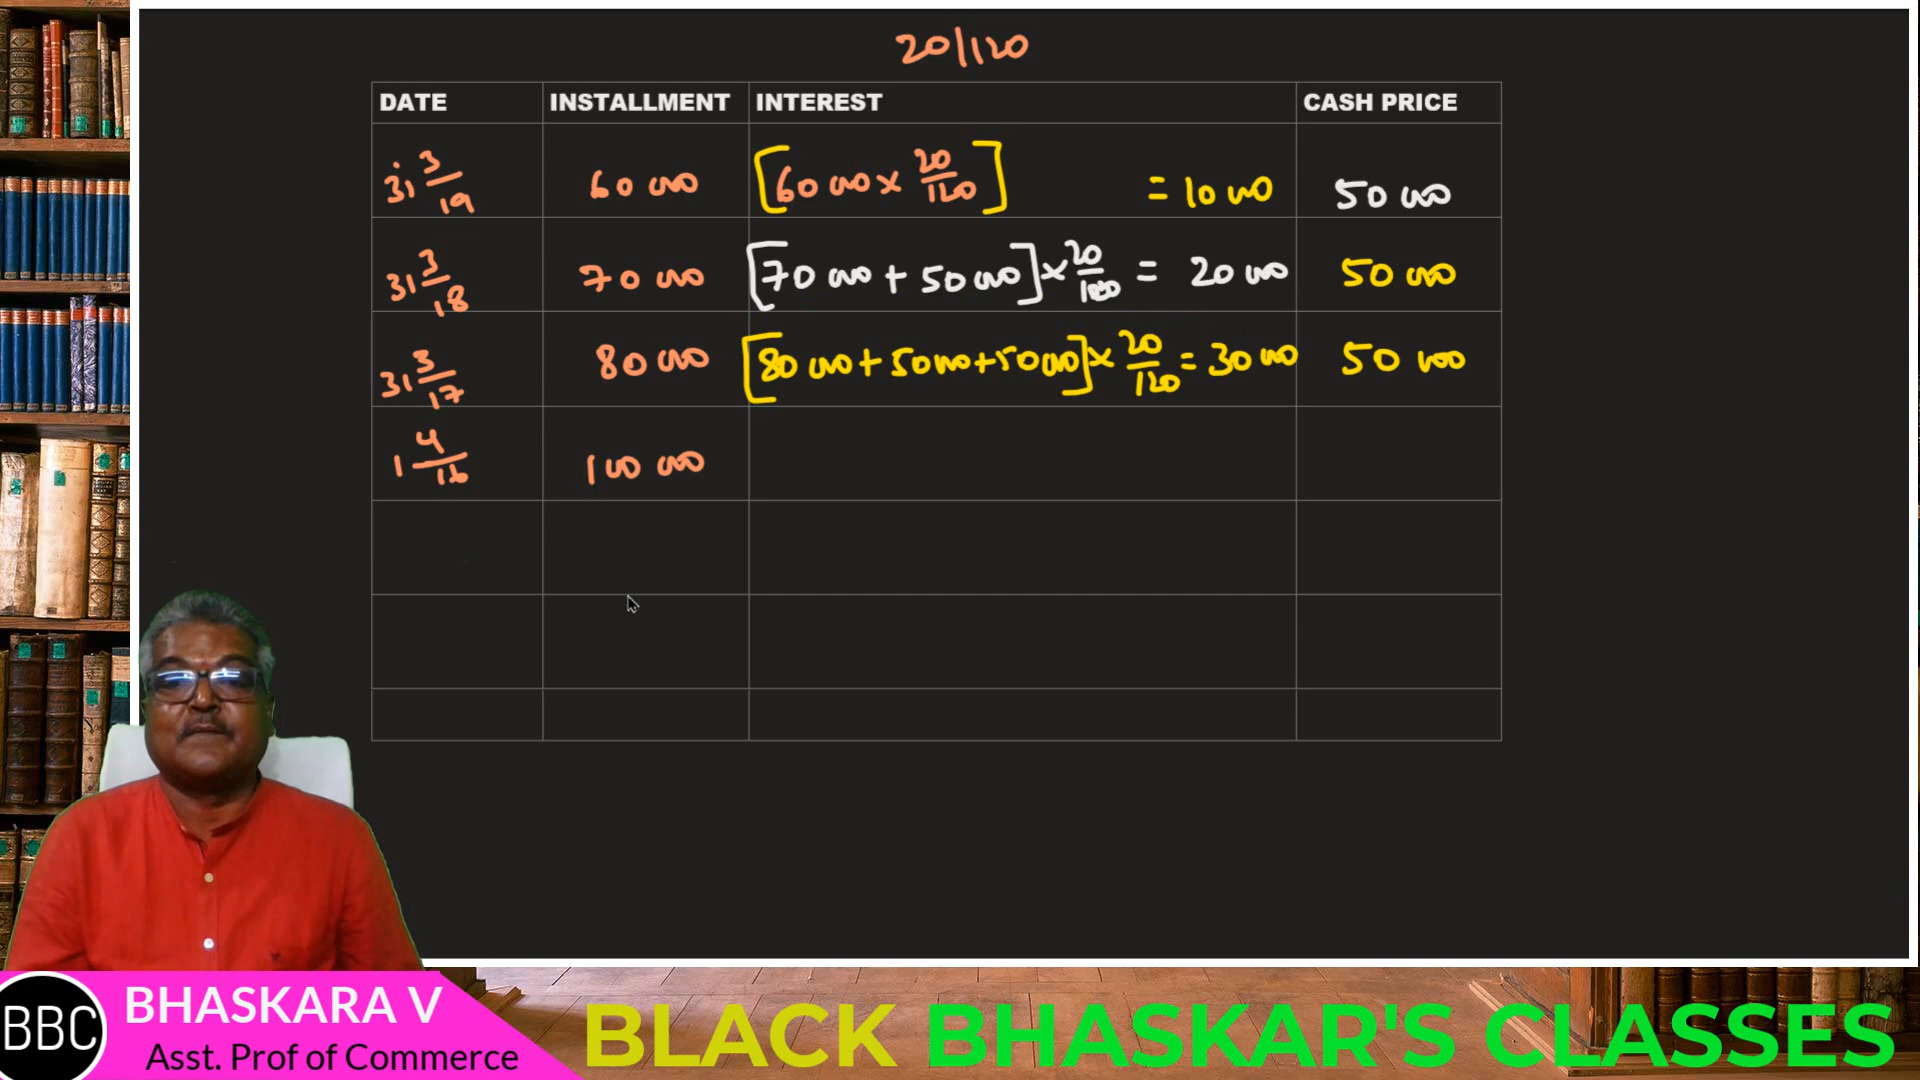 20/120
DATE INSTALLMENT INTEREST CASH PRICE
31 3/19 60 000 [60 000 × 20/120] = 10 000 50 000
31 3/18 70 000 [70 000 + 50 000] × 20/120 = 20 000 50 000
31 3/17 80 000 [80 000 + 50 000 + 50 000] × 20/120 = 30 000 50 000
1 4/16 100 000
BBC
BHASKARA V
Asst. Prof of Commerce
BLACK BHASKAR'S CLASSES